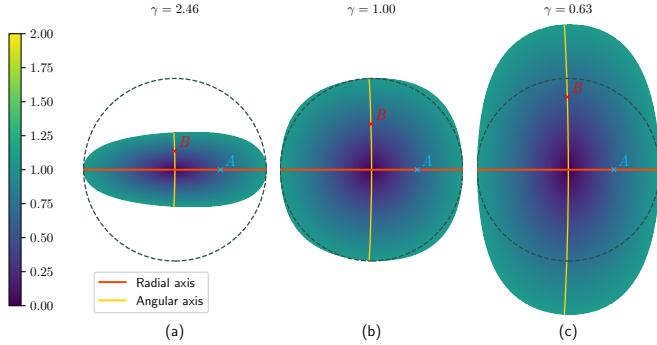 γ = 2.46
γ = 1.00
γ = 0.63
2.00
1.75
1.50
1.25
1.00
0.75
0.50
0.25
0.00
B
A
B
A
B
A
Radial axis
Angular axis
(a)
(b)
(c)